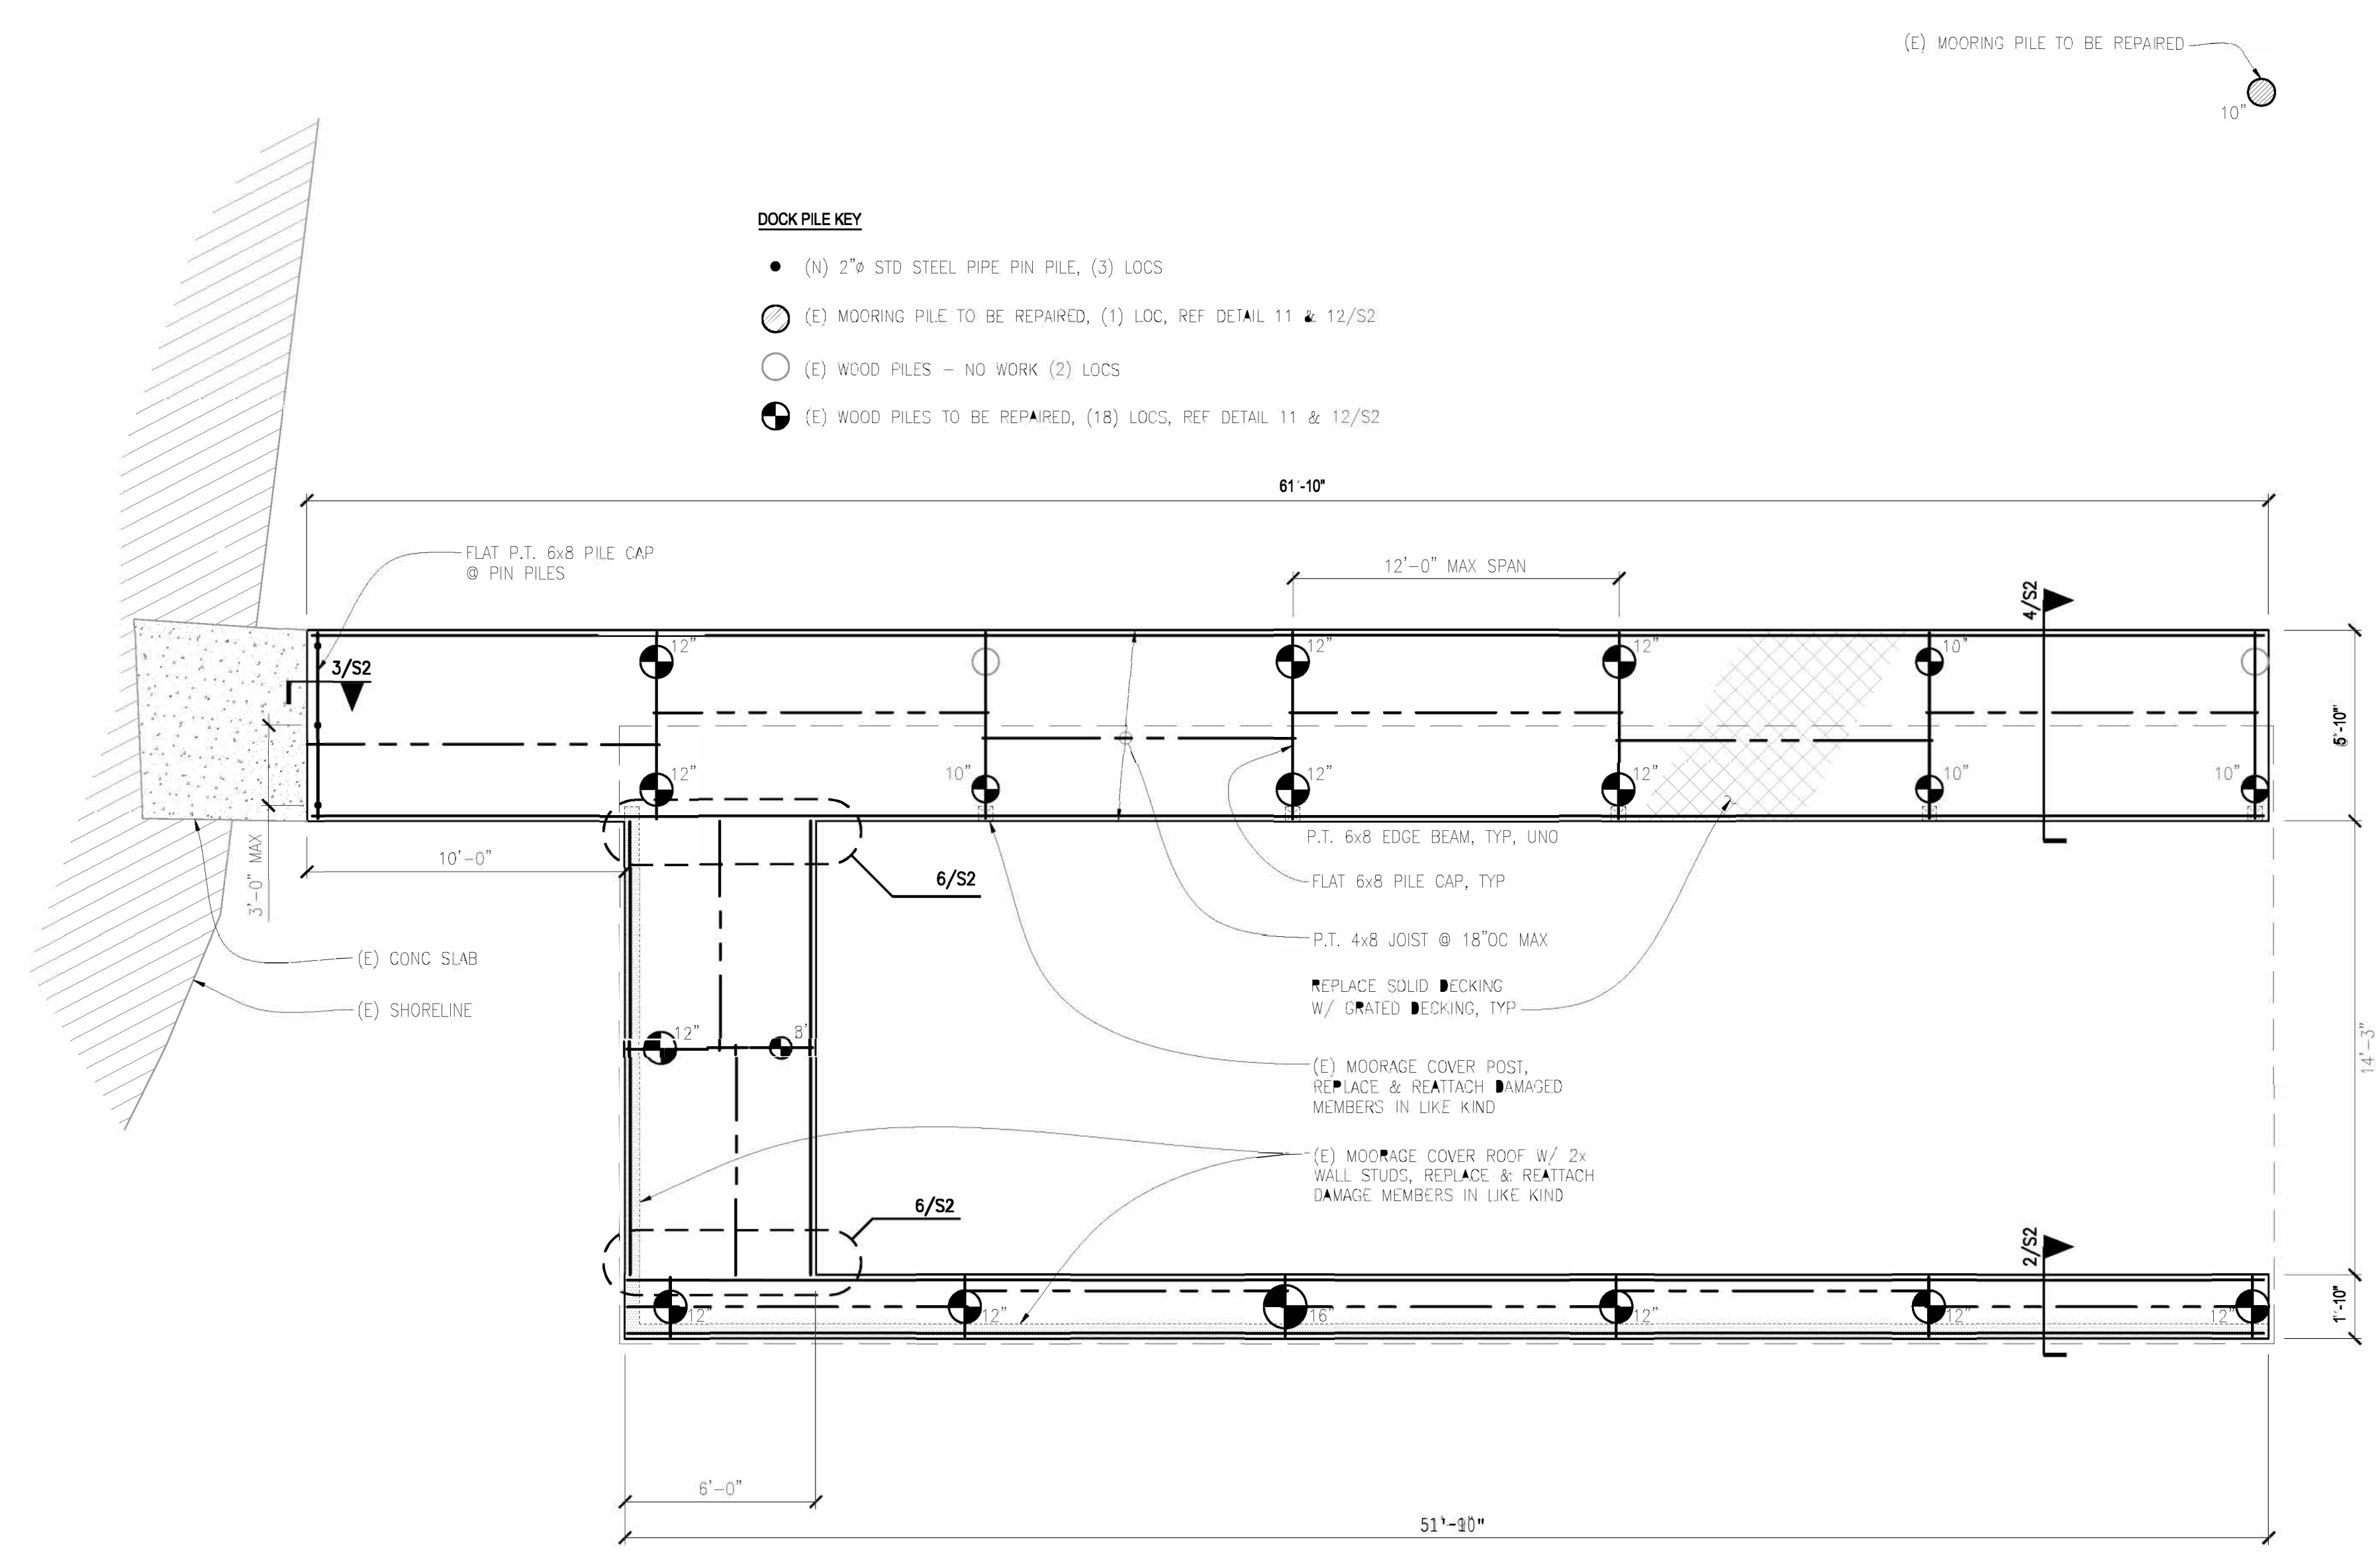 (E) MOORING PILE TO BE REPAIRED
10"
DOCK PILE KEY
(N) 2"ø STD STEEL PIPE PIN PILE, (3) LOCS
(E) MOORING PILE TO BE REPAIRED, (1) LOC, REF DETAIL 11 & 12/S2
(E) WOOD PILES – NO WORK (2) LOCS
(E) WOOD PILES TO BE REPAIRED, (18) LOCS, REF DETAIL 11 & 12/S2
61'-10"
FLAT P.T. 6x8 PILE CAP
@ PIN PILES
12'-0" MAX SPAN
4/S2
12"
12"
12"
10"
3/S2
5'-10"
12"
10"
12"
12"
10"
10"
P.T. 6x8 EDGE BEAM, TYP, UNO
10'-0"
3'-0" MAX
6/S2
FLAT 6x8 PILE CAP, TYP
P.T. 4x8 JOIST @ 18"OC MAX
(E) CONC SLAB
REPLACE SOLID DECKING
W/ GRATED DECKING, TYP
(E) SHORELINE
12"
8"
14'-3"
(E) MOORAGE COVER POST,
REPLACE & REATTACH DAMAGED
MEMBERS IN LIKE KIND
(E) MOORAGE COVER ROOF W/ 2x
WALL STUDS, REPLACE & REATTACH
DAMAGE MEMBERS IN LIKE KIND
6/S2
2/S2
12"
12"
16"
12"
12"
12"
1'-10"
6'-0"